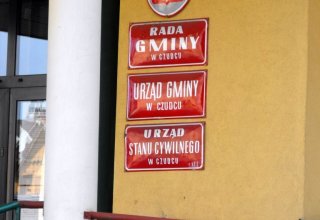 RADA
GMINY
W CZUDCU
URZĄD GMINY
W CZUDCU
URZĄD
STANU CYWILNEGO
W CZUDCU